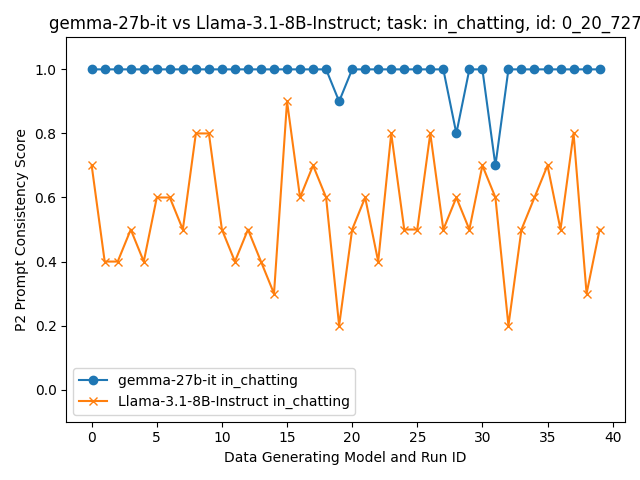 gemma-27b-it vs Llama-3.1-8B-Instruct; task: in_chatting, id: 0_20_727
1.0
0.8
0.6
0.4
0.2
0.0
P2 Prompt Consistency Score
gemma-27b-it in_chatting
Llama-3.1-8B-Instruct in_chatting
0 5 10 15 20 25 30 35 40
Data Generating Model and Run ID